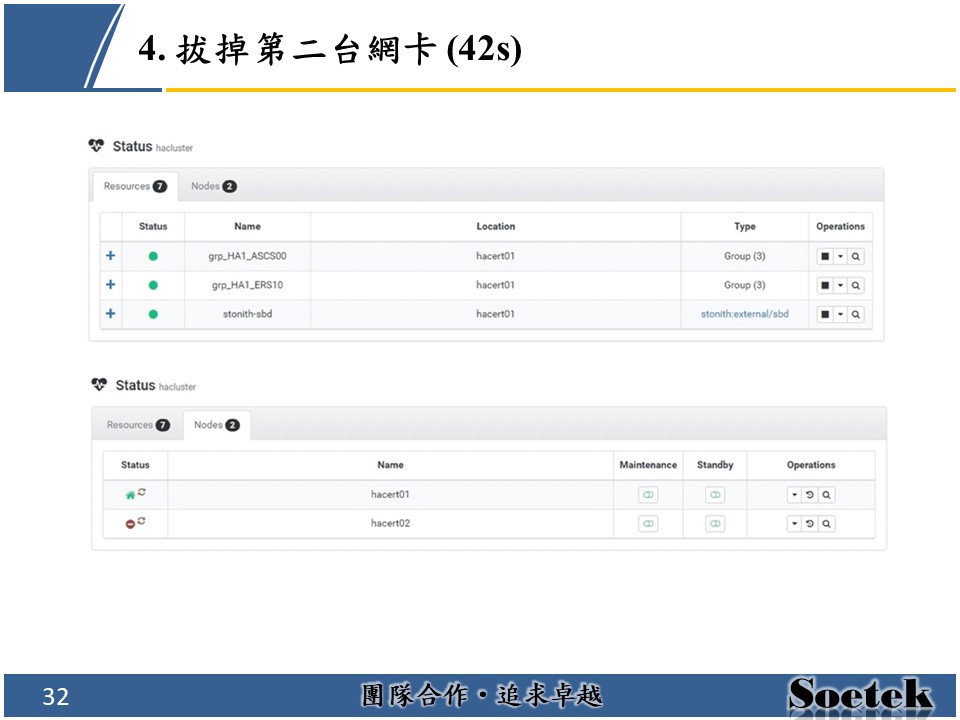 4. 拔掉第二台網卡 (42s)
Status hacluster
Resources 7 Nodes 2
Status Name Location Type Operations
grp_HA1_ASCS00 hacert01 Group (3)
grp_HA1_ERS10 hacert01 Group (3)
stonith-sbd hacert01 stonith:external/sbd
Status hacluster
Resources 7 Nodes 2
Status Name Maintenance Standby Operations
hacert01
hacert02
32 團隊合作・追求卓越 Soetek